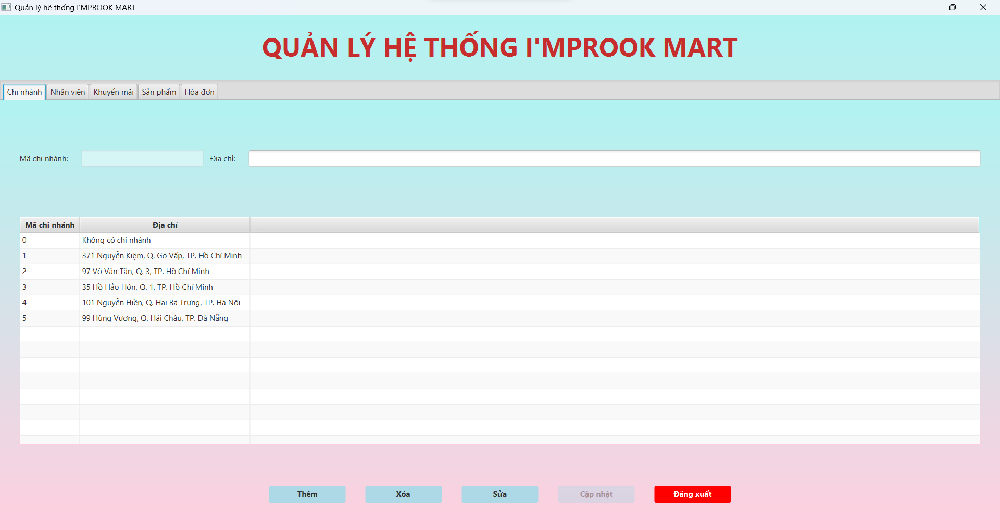 Quản lý hệ thống I'MPROOK MART
QUẢN LÝ HỆ THỐNG I'MPROOK MART
Chi nhánh Nhân viên Khuyến mãi Sản phẩm Hóa đơn
Mã chi nhánh: Địa chỉ:
Mã chi nhánh Địa chỉ
0 Không có chi nhánh
1 371 Nguyễn Kiệm, Q. Gò Vấp, TP. Hồ Chí Minh
2 97 Võ Văn Tần, Q. 3, TP. Hồ Chí Minh
3 35 Hồ Hảo Hớn, Q. 1, TP. Hồ Chí Minh
4 101 Nguyễn Hiền, Q. Hai Bà Trưng, TP. Hà Nội
5 99 Hùng Vương, Q. Hải Châu, TP. Đà Nẵng
Thêm Xóa Sửa Cập nhật Đăng xuất